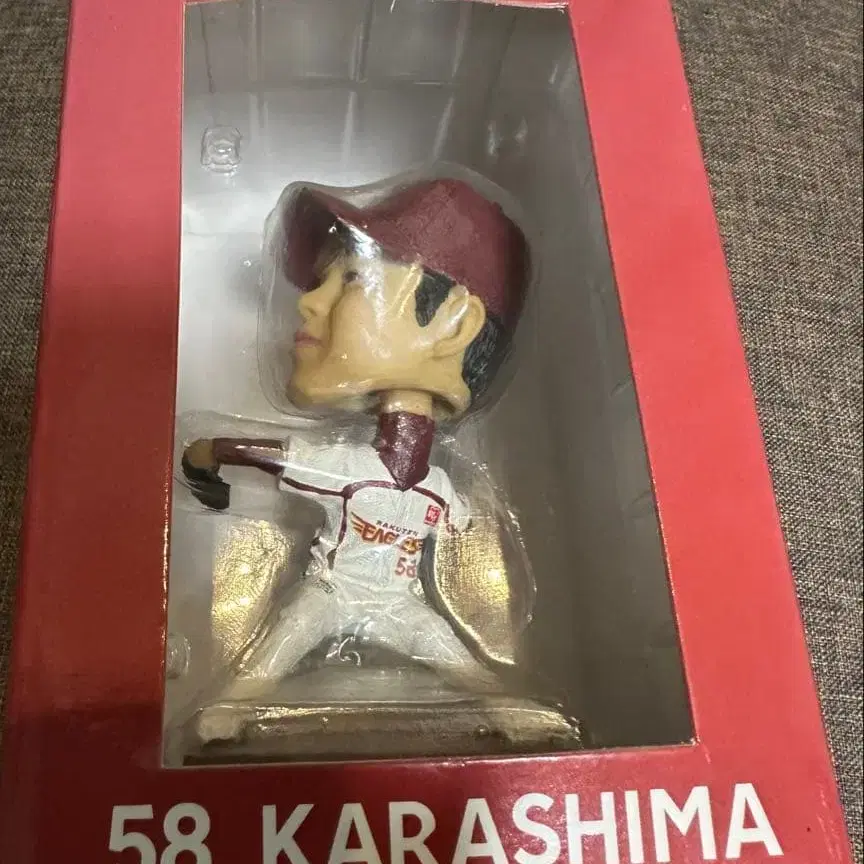 RAKUTEN
EAGLES
58
58 KARASHIMA